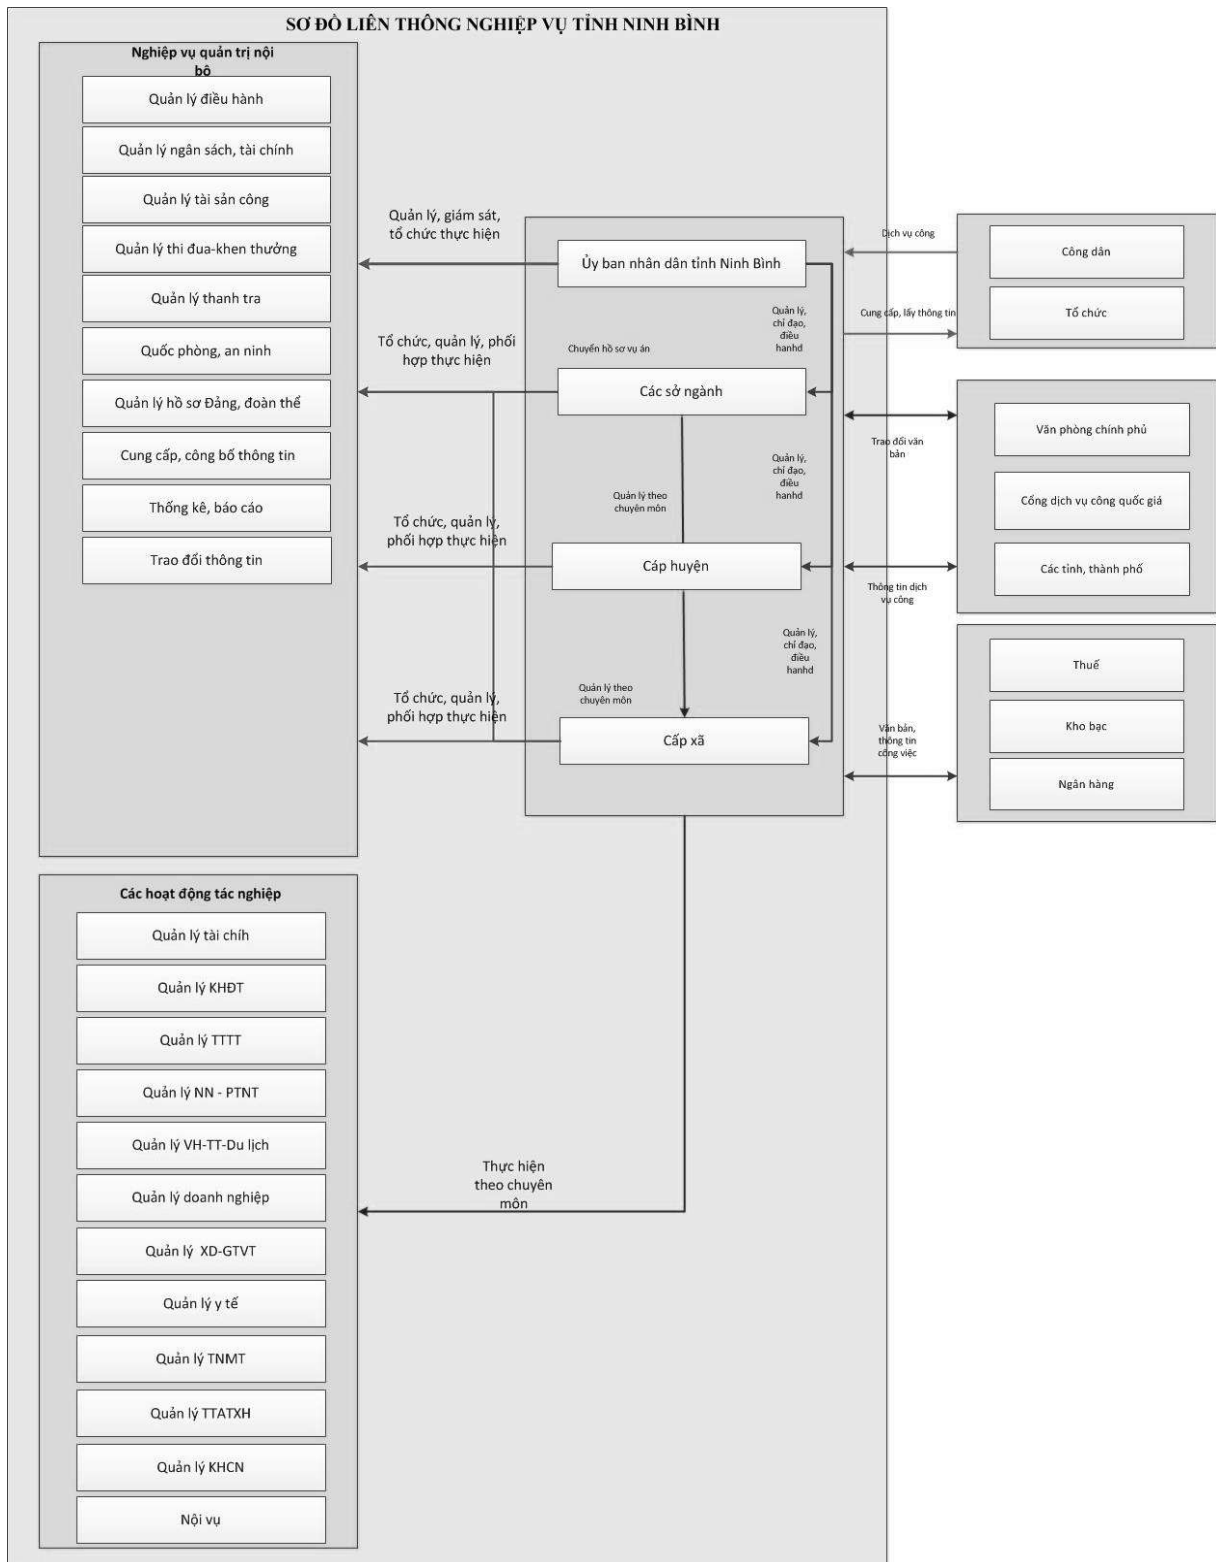 SƠ ĐỒ LIÊN THÔNG NGHIỆP VỤ TỈNH NINH BÌNH
Nghiệp vụ quản trị nội
bộ
Quản lý điều hành
Quản lý ngân sách, tài chính
Quản lý tài sản công
Quản lý thi đua-khen thưởng
Quản lý thanh tra
Quốc phòng, an ninh
Quản lý hồ sơ Đảng, đoàn thể
Cung cấp, công bố thông tin
Thống kê, báo cáo
Trao đổi thông tin
Quản lý, giám sát,
tổ chức thực hiện
Tổ chức, quản lý, phối
hợp thực hiện
Tổ chức, quản lý,
phối hợp thực hiện
Tổ chức, quản lý,
phối hợp thực hiện
Ủy ban nhân dân tỉnh Ninh Bình
Quản lý,
chỉ đạo,
điều
hanhd
Chuyển hồ sơ vụ án
Các sở ngành
Quản lý,
chỉ đạo,
điều
hanhd
Quản lý theo
chuyên môn
Cáp huyện
Quản lý,
chỉ đạo,
điều
hanhd
Quản lý theo
chuyên môn
Cấp xã
Dịch vụ công
Cung cấp, lấy thông tin
Trao đổi văn
bản
Thông tin dịch
vụ công
Văn bản,
thông tin
công việc
Công dân
Tổ chức
Văn phòng chính phủ
Cổng dịch vụ công quốc giá
Các tỉnh, thành phố
Thuế
Kho bạc
Ngân hàng
Các hoạt động tác nghiệp
Quản lý tài chíh
Quản lý KHĐT
Quản lý TTTT
Quản lý NN - PTNT
Quản lý VH-TT-Du lịch
Quản lý doanh nghiệp
Quản lý XD-GTVT
Quản lý y tế
Quản lý TNMT
Quản lý TTATXH
Quản lý KHCN
Nội vụ
Thực hiện
theo chuyên
môn